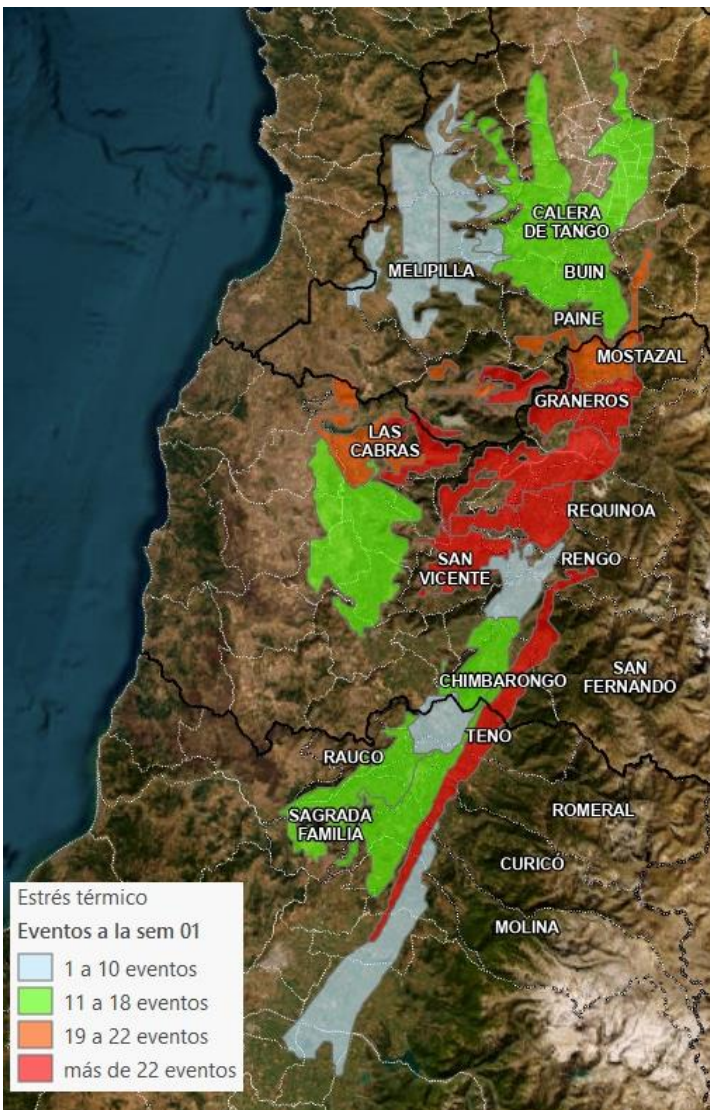 CALERA
DE TANGO
MELIPILLA
BUIN
PAINE
MOSTAZAL
GRANEROS
LAS
CABRAS
REQUINOA
SAN
VICENTE
RENGO
SAN
FERNANDO
CHIMBARONGO
TENO
RAUCO
ROMERAL
SAGRADA
FAMILIA
CURICÓ
MOLINA
Estrés térmico
Eventos a la sem 01
1 a 10 eventos
11 a 18 eventos
19 a 22 eventos
más de 22 eventos